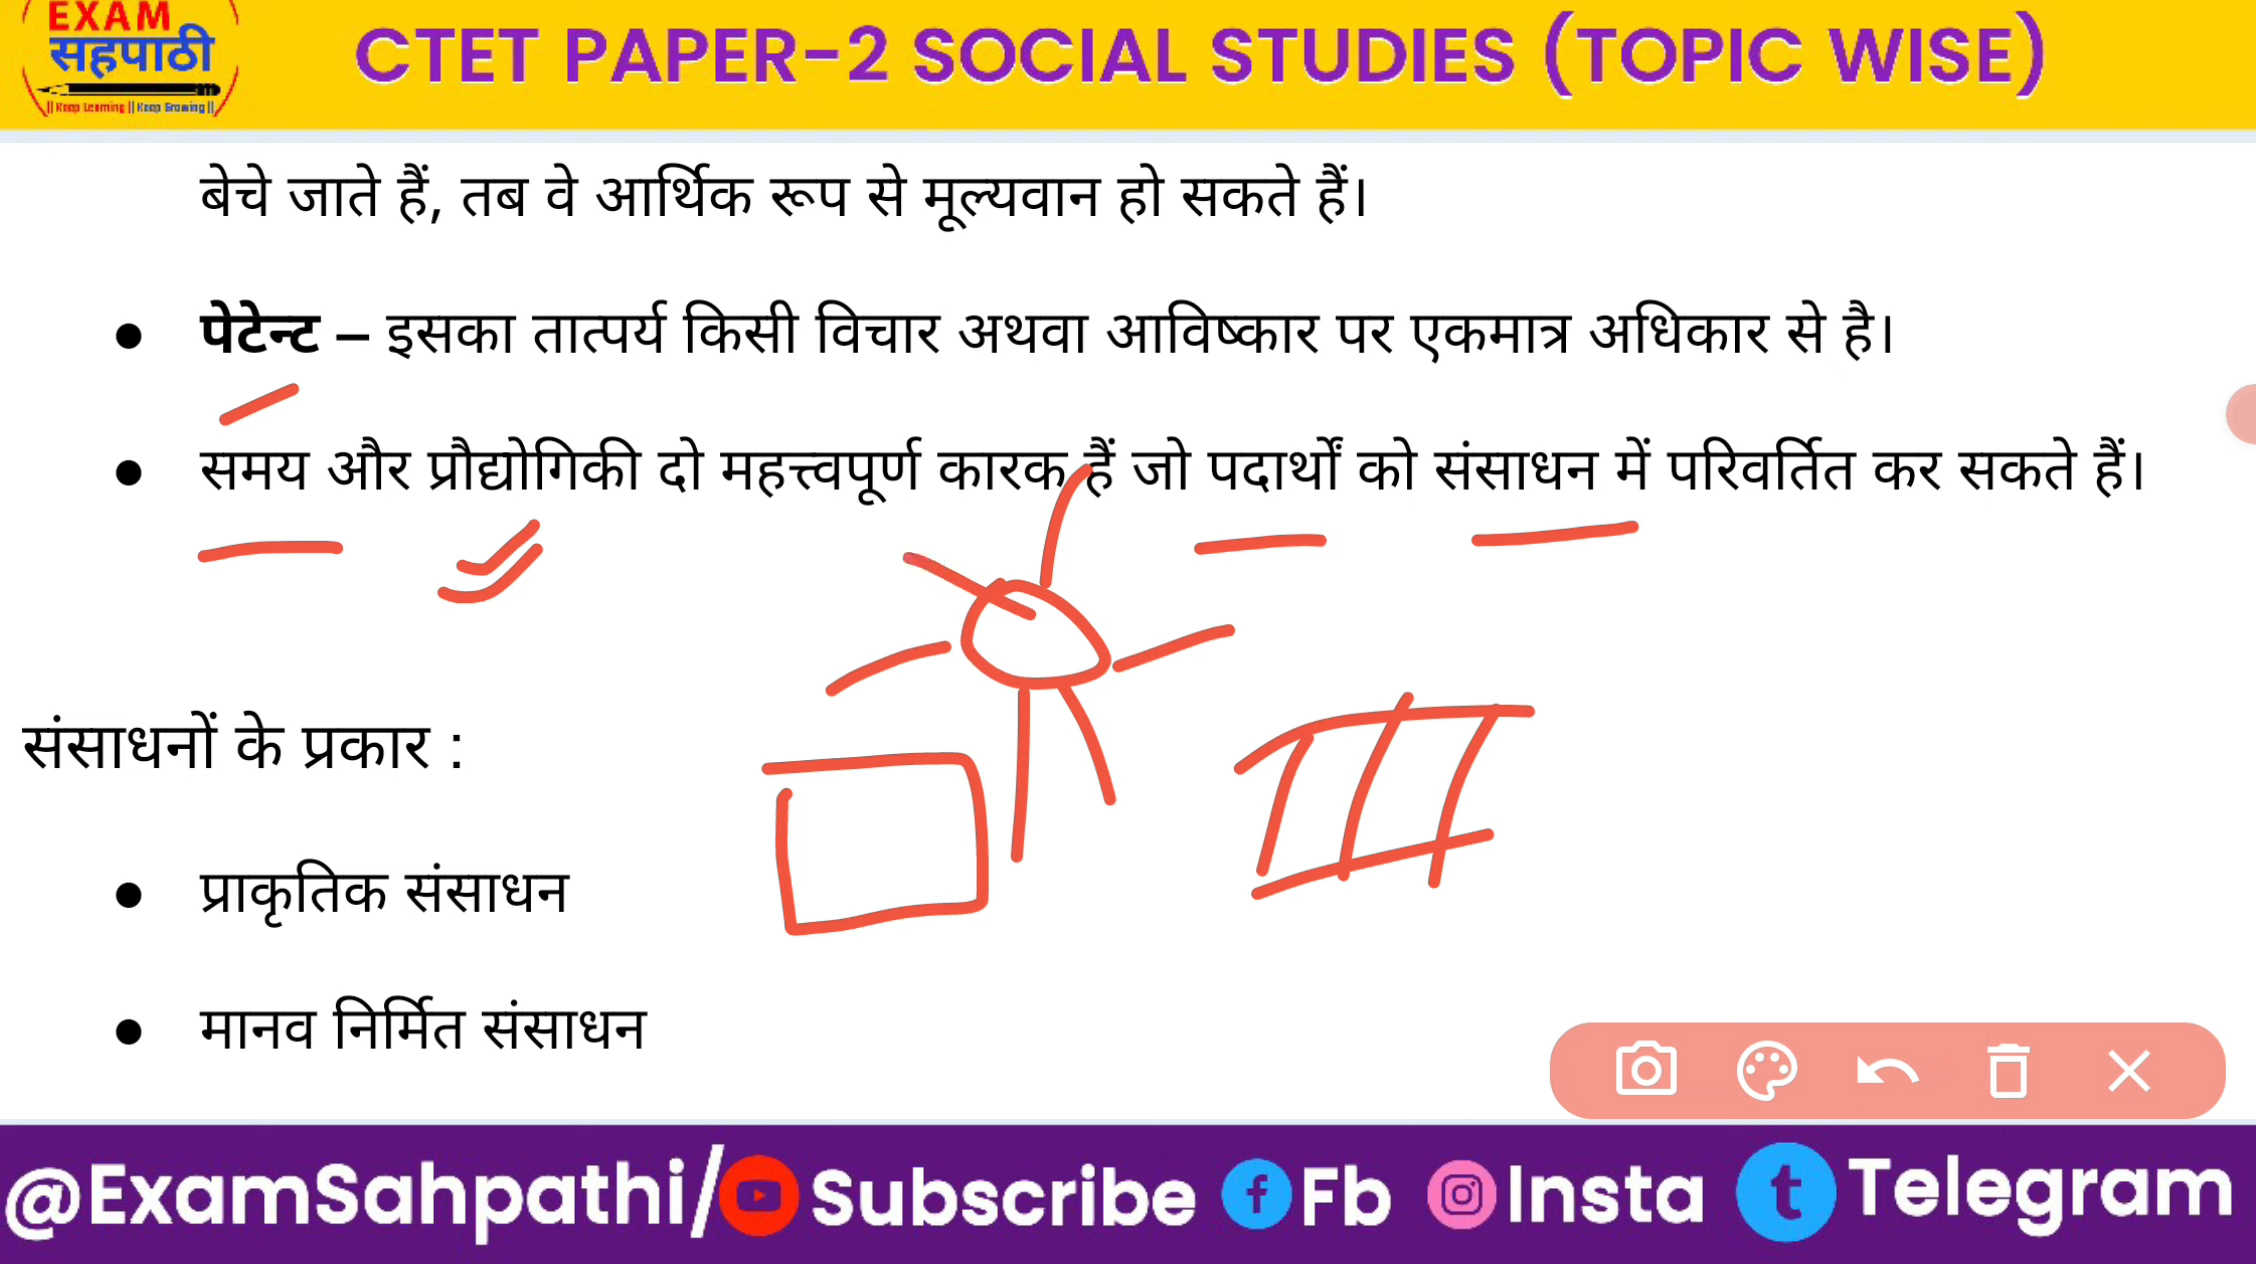 EXAM
सहपाठी
|| Keep Learning || Keep Growing ||
CTET PAPER-2 SOCIAL STUDIES (TOPIC WISE)
बेचे जाते हैं, तब वे आर्थिक रूप से मूल्यवान हो सकते हैं।
● पेटेन्ट – इसका तात्पर्य किसी विचार अथवा आविष्कार पर एकमात्र अधिकार से है।
● समय और प्रौद्योगिकी दो महत्त्वपूर्ण कारक हैं जो पदार्थों को संसाधन में परिवर्तित कर सकते हैं।
संसाधनों के प्रकार :
● प्राकृतिक संसाधन
● मानव निर्मित संसाधन
@ExamSahpathi/ Subscribe Fb Insta Telegram